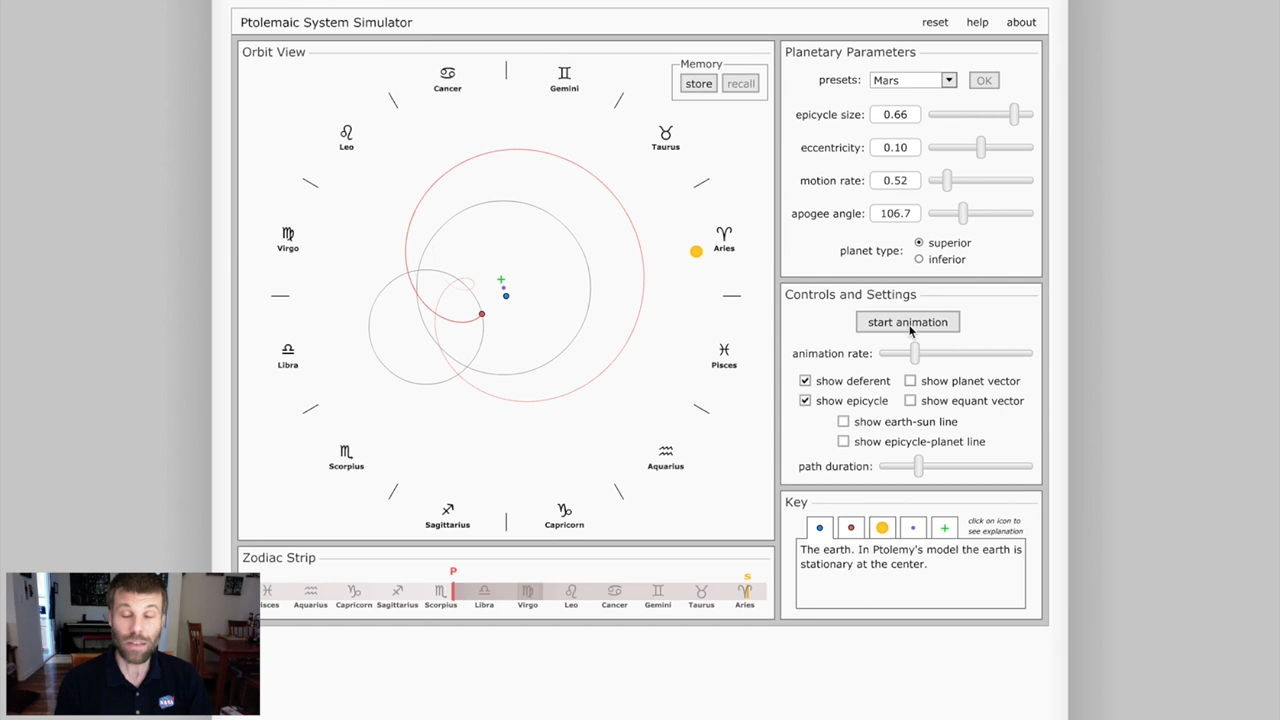 Ptolemaic System Simulator
reset help about
Orbit View
Memory
store recall
Cancer
Gemini
Leo
Taurus
Virgo
Aries
Libra
Pisces
Scorpius
Aquarius
Sagittarius
Capricorn
Planetary Parameters
presets: Mars OK
epicycle size: 0.66
eccentricity: 0.10
motion rate: 0.52
apogee angle: 106.7
planet type: superior
inferior
Controls and Settings
start animation
animation rate:
show deferent show planet vector
show epicycle show equant vector
show earth-sun line
show epicycle-planet line
path duration:
Key
click on icon to
see explanation
The earth. In Ptolemy's model the earth is
stationary at the center.
Zodiac Strip
P S
isces Aquarius Capricorn Sagittarius Scorpius Libra Virgo Leo Cancer Gemini Taurus Aries
NASA